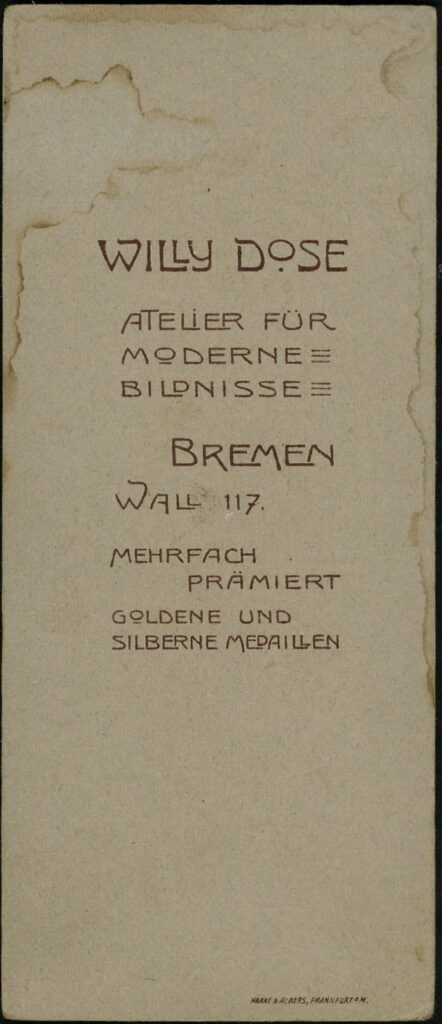 WILLY DOSE
ATELIER FÜR
MODERNE
BILDNISSE
BREMEN
WALL 117.
MEHRFACH
PRÄMIERT
GOLDENE UND
SILBERNE MEDAILLEN
HAAKE & ALBERS, FRANKFURT a. M.